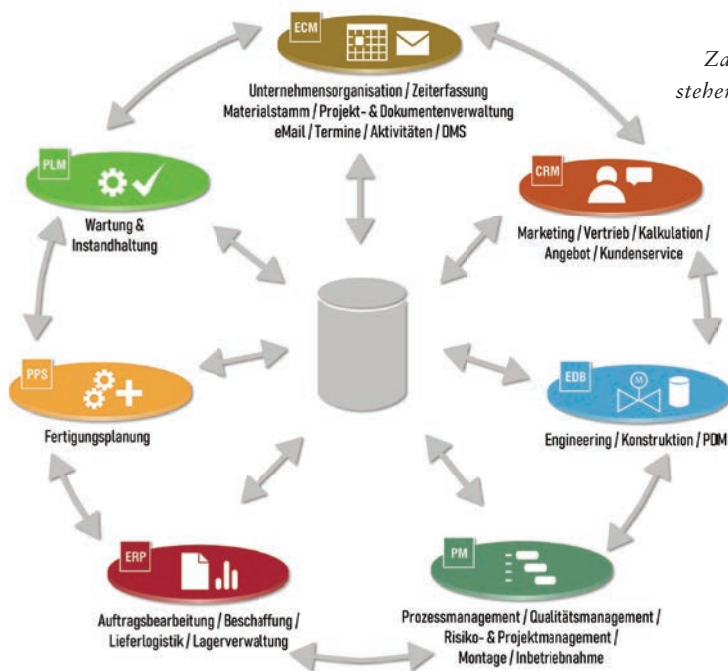 ECM
Unternehmensorganisation / Zeiterfassung
Materialstamm / Projekt- & Dokumentenverwaltung
eMail / Termine / Aktivitäten / DMS
PLM
Wartung &
Instandhaltung
CRM
Marketing / Vertrieb / Kalkulation /
Angebot / Kundenservice
PPS
Fertigungsplanung
EDB
M
Engineering / Konstruktion / PDM
ERP
Auftragsbearbeitung / Beschaffung /
Lieferlogistik / Lagerverwaltung
PM
Prozessmanagement / Qualitätsmanagement /
Risiko- & Projektmanagement /
Montage / Inbetriebnahme